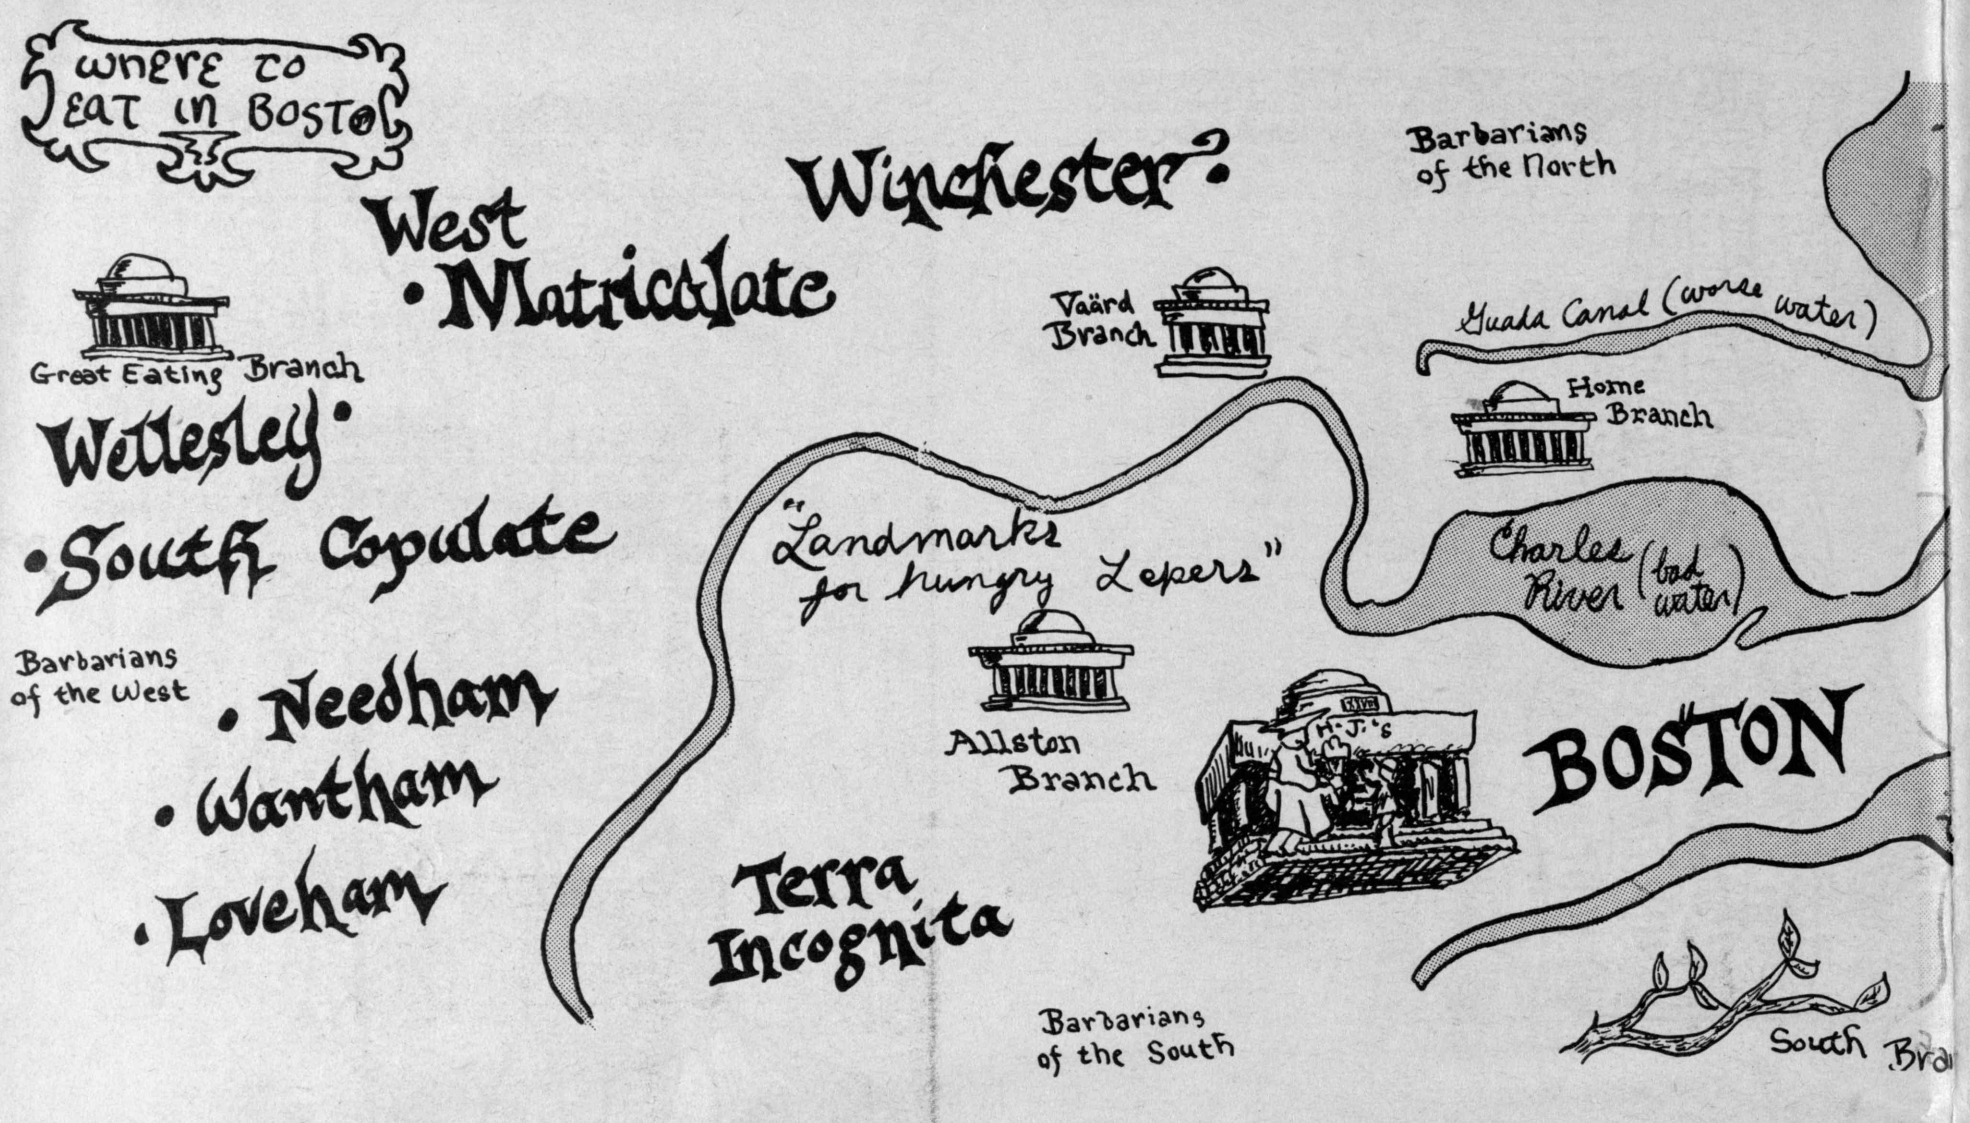 Where to
Eat in Boston
Winchester?
Barbarians
of the North
West
Matriculate
Guada Canal (worse water)
Vaärd
Branch
Great Eating Branch
Home
Branch
Wellesley
South Copulate
"Landmarks
for hungry Lepers"
Charles
River (bad
water)
Barbarians
of the West
Needham
H.J.'s
BOSTON
Allston
Branch
Wantham
Loveham
Terra
Incognita
Barbarians
of the South
South